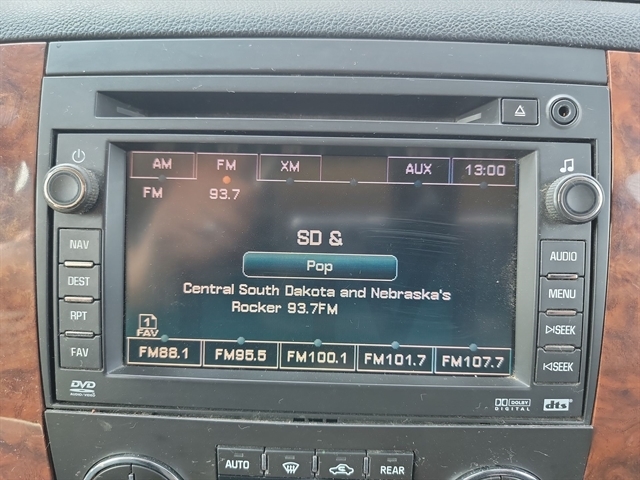 AM FM XM AUX 13:00
FM 93.7
SD &
Pop
Central South Dakota and Nebraska's
Rocker 93.7FM
1
FAV
FM88.1 FM95.5 FM100.1 FM101.7 FM107.7
NAV
DEST
RPT
FAV
DVD
AUDIO/VIDEO
AUDIO
MENU
SEEK
SEEK
DOLBY
DIGITAL
dts
AUTO REAR